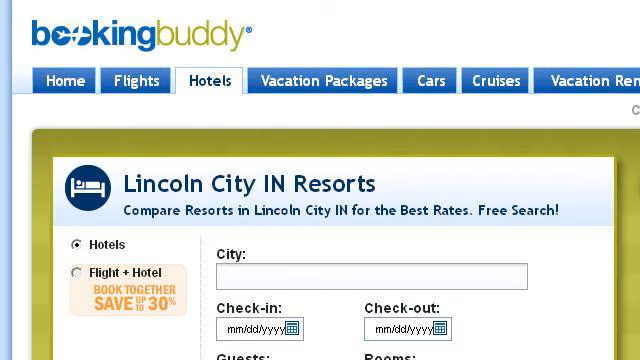 bookingbuddy®
Home Flights Hotels Vacation Packages Cars Cruises Vacation Ren
Lincoln City IN Resorts
Compare Resorts in Lincoln City IN for the Best Rates. Free Search!
Hotels
Flight + Hotel
BOOK TOGETHER
SAVE UP TO 30%
City:
Check-in: Check-out:
mm/dd/yyyy mm/dd/yyyy
Guests: Rooms: